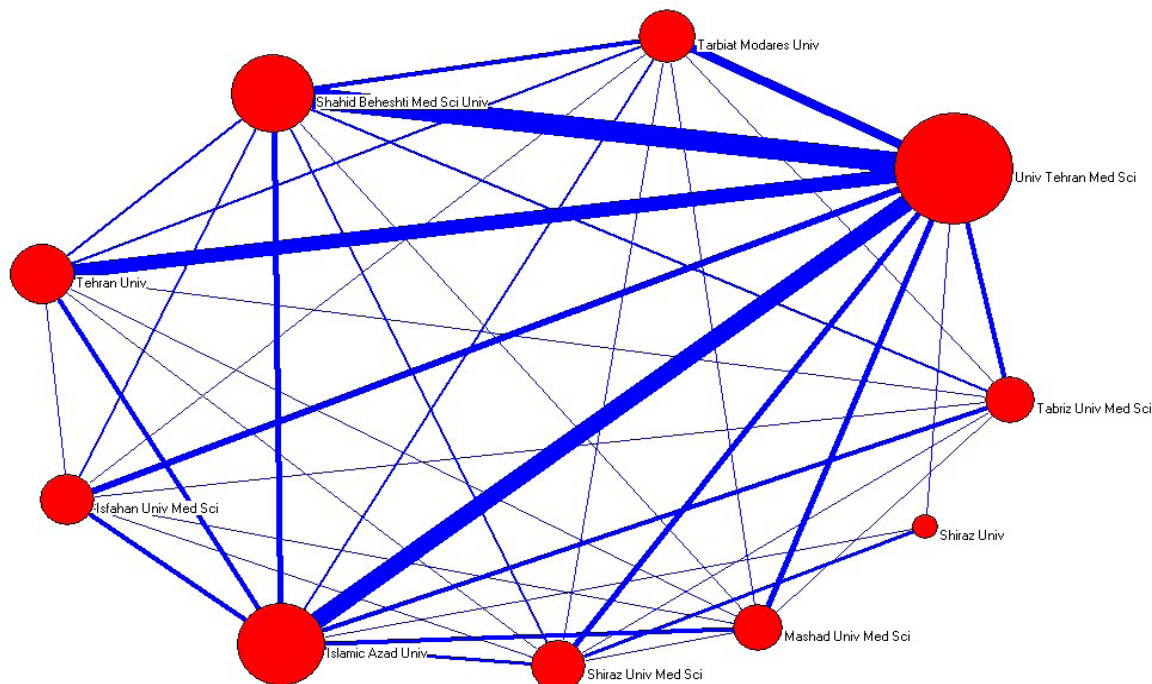 Tarbiat Modares Univ
Shahid Beheshti Med Sci Univ
Univ Tehran Med Sci
Tehran Univ
Tabriz Univ Med Sci
Isfahan Univ Med Sci
Shiraz Univ
Mashad Univ Med Sci
Islamic Azad Univ
Shiraz Univ Med Sci